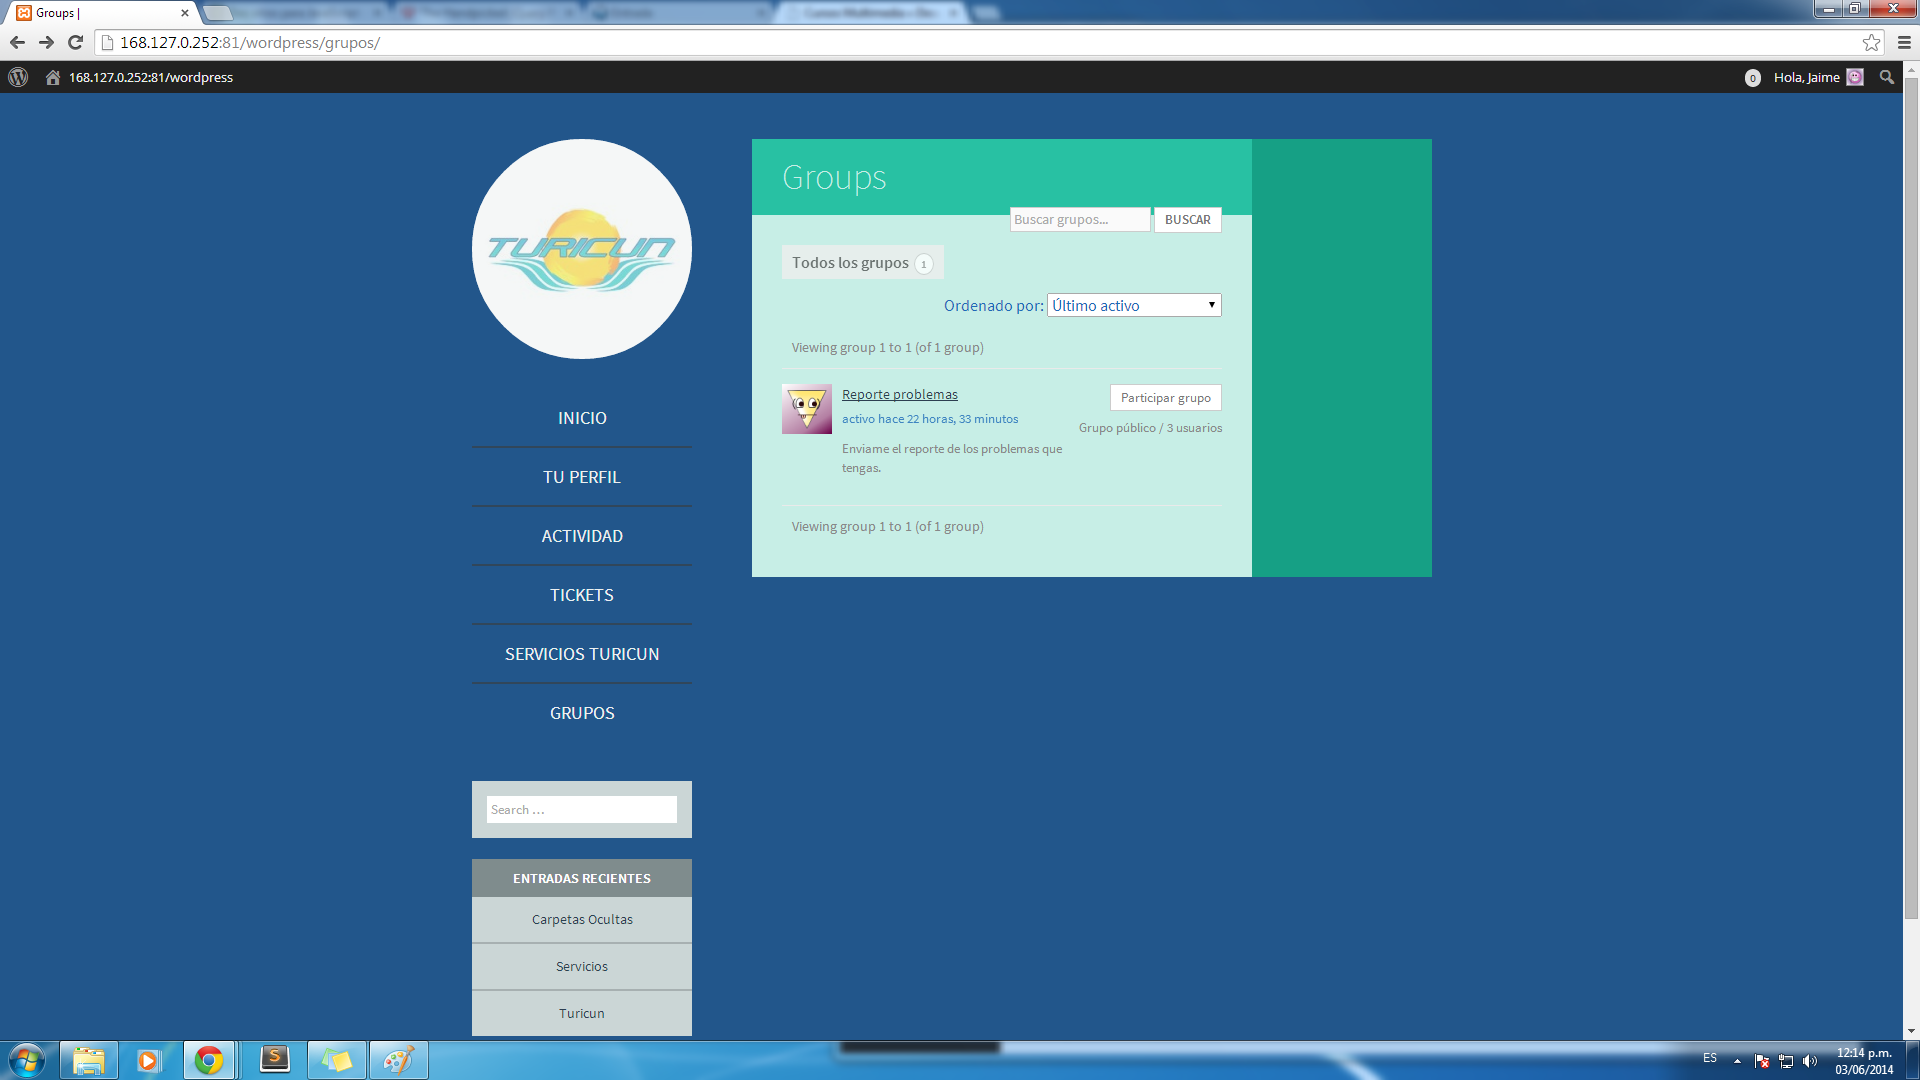 Groups |
168.127.0.252:81/wordpress/grupos/
168.127.0.252:81/wordpress
0
Hola, Jaime
TURICUN
INICIO
TU PERFIL
ACTIVIDAD
TICKETS
SERVICIOS TURICUN
GRUPOS
Search ...
ENTRADAS RECIENTES
Carpetas Ocultas
Servicios
Turicun
Groups
Buscar grupos...
BUSCAR
Todos los grupos 1
Ordenado por: Último activo
Viewing group 1 to 1 (of 1 group)
Reporte problemas
activo hace 22 horas, 33 minutos
Enviame el reporte de los problemas que
tengas.
Participar grupo
Grupo público / 3 usuarios
Viewing group 1 to 1 (of 1 group)
ES
12:14 p.m.
03/06/2014